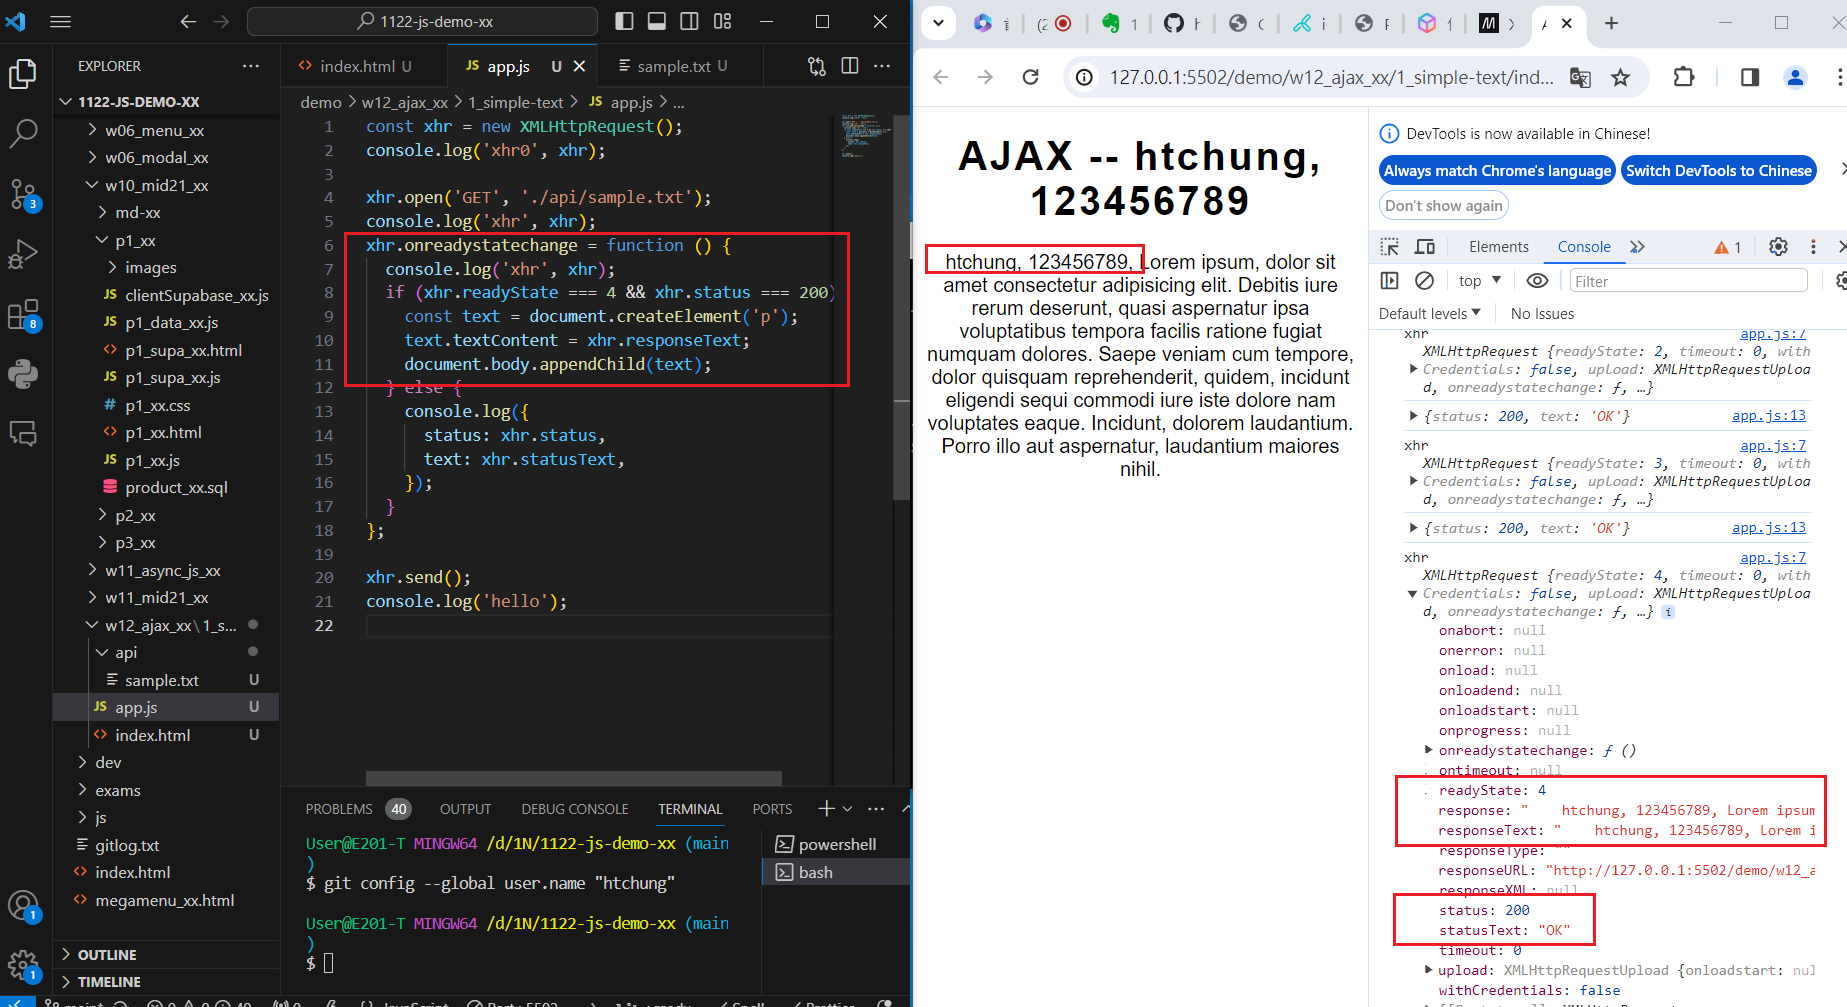 1122-js-demo-xx
EXPLORER
1122-JS-DEMO-XX
w06_menu_xx
w06_modal_xx
w10_mid21_xx
md-xx
p1_xx
images
JS clientSupabase_xx.js
JS p1_data_xx.js
p1_supa_xx.html
JS p1_supa_xx.js
# p1_xx.css
p1_xx.html
JS p1_xx.js
product_xx.sql
p2_xx
p3_xx
w11_async_js_xx
w11_mid21_xx
w12_ajax_xx\1_s...
api
sample.txt U
JS app.js U
index.html U
dev
exams
js
gitlog.txt
index.html
megamenu_xx.html
OUTLINE
TIMELINE
3
8
1
1
index.html U
JS app.js U
sample.txt U
demo > w12_ajax_xx > 1_simple-text > JS app.js > ...
1 const xhr = new XMLHttpRequest();
2 console.log('xhr0', xhr);
3
4 xhr.open('GET', './api/sample.txt');
5 console.log('xhr', xhr);
6 xhr.onreadystatechange = function () {
7 console.log('xhr', xhr);
8 if (xhr.readyState === 4 && xhr.status === 200)
9 const text = document.createElement('p');
10 text.textContent = xhr.responseText;
11 document.body.appendChild(text);
12 } else {
13 console.log({
14 status: xhr.status,
15 text: xhr.statusText,
16 });
17 }
18 };
19
20 xhr.send();
21 console.log('hello');
22
PROBLEMS 40 OUTPUT DEBUG CONSOLE TERMINAL PORTS
User@E201-T MINGW64 /d/1N/1122-js-demo-xx (main
)
$ git config --global user.name "htchung"
User@E201-T MINGW64 /d/1N/1122-js-demo-xx (main
)
$
powershell
bash
127.0.0.1:5502/demo/w12_ajax_xx/1_simple-text/ind...
AJAX -- htchung,
123456789
htchung, 123456789, Lorem ipsum, dolor sit
amet consectetur adipisicing elit. Debitis iure
rerum deserunt, quasi aspernatur ipsa
voluptatibus tempora facilis ratione fugiat
numquam dolores. Saepe veniam cum tempore,
dolor quisquam reprehenderit, quidem, incidunt
eligendi sequi commodi iure iste dolore nam
voluptates eaque. Incidunt, dolorem laudantium.
Porro illo aut aspernatur, laudantium maiores
nihil.
DevTools is now available in Chinese!
Always match Chrome's language
Switch DevTools to Chinese
Don't show again
Elements Console 1
top Filter
Default levels No Issues
xhr app.js:7
XMLHttpRequest {readyState: 2, timeout: 0, with
Credentials: false, upload: XMLHttpRequestUploa
d, onreadystatechange: ƒ, …}
{status: 200, text: 'OK'} app.js:13
xhr app.js:7
XMLHttpRequest {readyState: 3, timeout: 0, with
Credentials: false, upload: XMLHttpRequestUploa
d, onreadystatechange: ƒ, …}
{status: 200, text: 'OK'} app.js:13
xhr app.js:7
XMLHttpRequest {readyState: 4, timeout: 0, with
Credentials: false, upload: XMLHttpRequestUploa
d, onreadystatechange: ƒ, …} i
onabort: null
onerror: null
onload: null
onloadend: null
onloadstart: null
onprogress: null
onreadystatechange: ƒ ()
ontimeout: null
readyState: 4
response: " htchung, 123456789, Lorem ipsum
responseText: " htchung, 123456789, Lorem i
responseType: ""
responseURL: "http://127.0.0.1:5502/demo/w12_a
responseXML: null
status: 200
statusText: "OK"
timeout: 0
upload: XMLHttpRequestUpload {onloadstart: nul
withCredentials: false